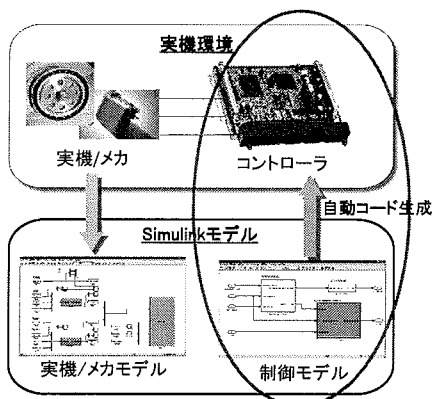 実機環境
実機/メカ
コントローラ
自動コード生成
Simulinkモデル
実機/メカモデル
制御モデル